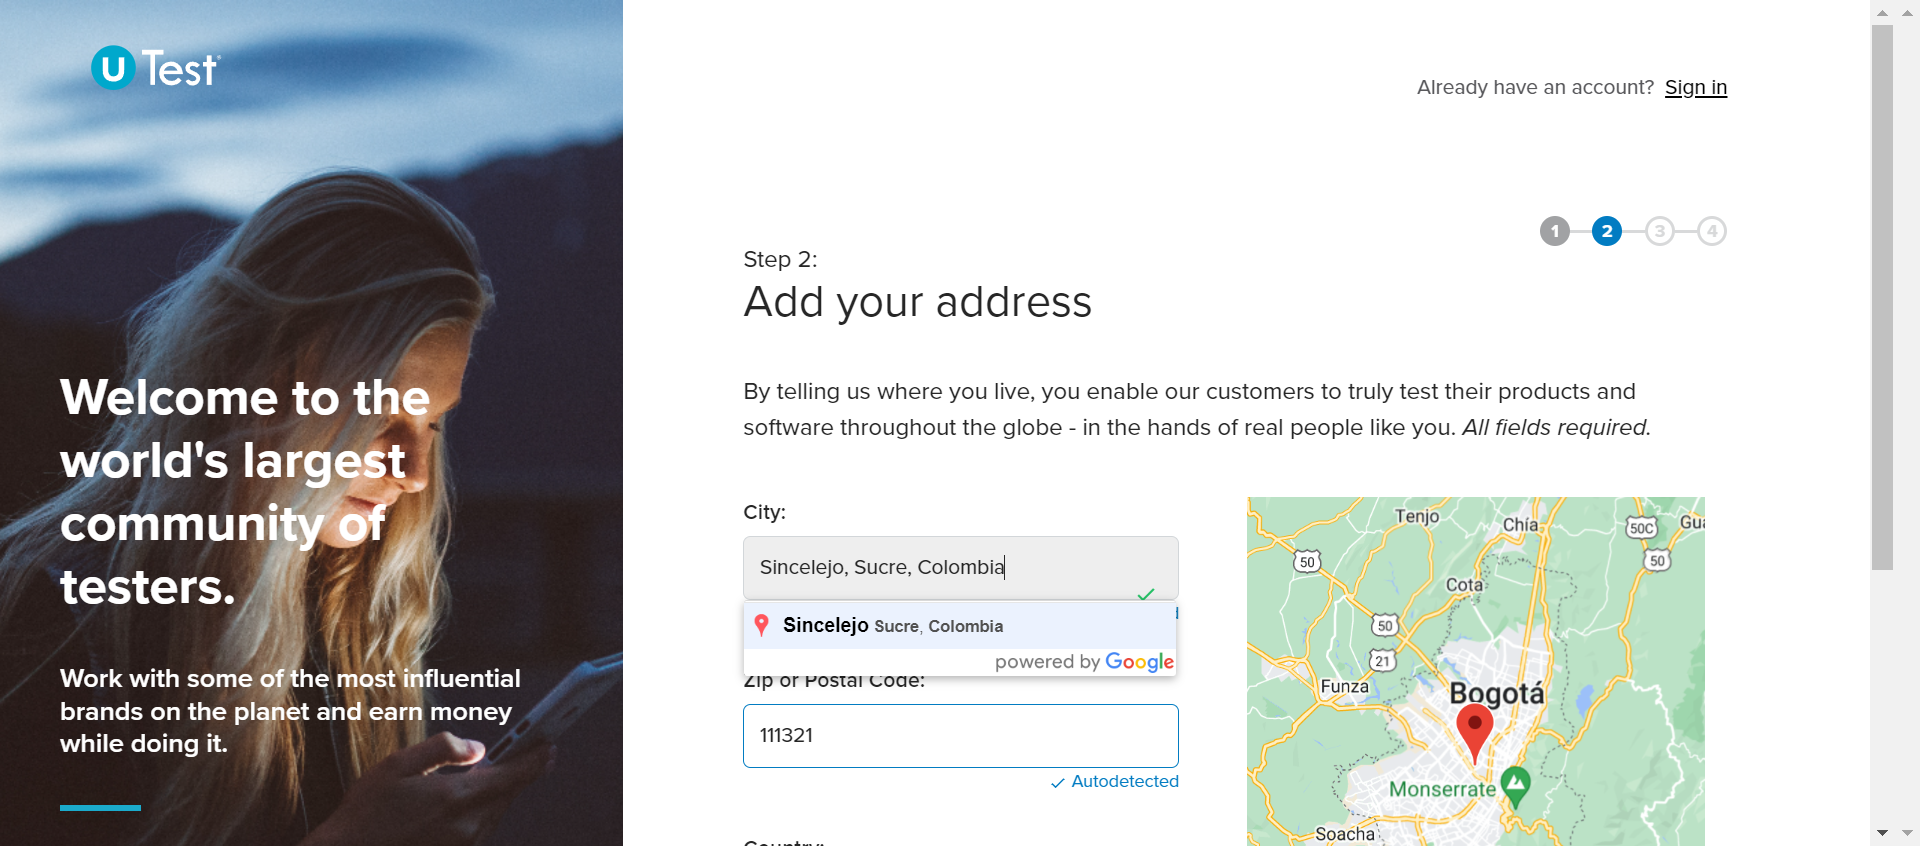 u Test
Already have an account? Sign in
1 2 3 4
Step 2:
Add your address
By telling us where you live, you enable our customers to truly test their products and
software throughout the globe - in the hands of real people like you. All fields required.
Welcome to the
world's largest
community of
testers.
Work with some of the most influential
brands on the planet and earn money
while doing it.
City:
Sincelejo, Sucre, Colombia
Sincelejo Sucre, Colombia
powered by Google
Zip or Postal Code:
111321
Autodetected
Country:
Tenjo
Chía
50C
Gua
50
50
Cota
50
21
Funza
Bogotá
Monserrate
Soacha